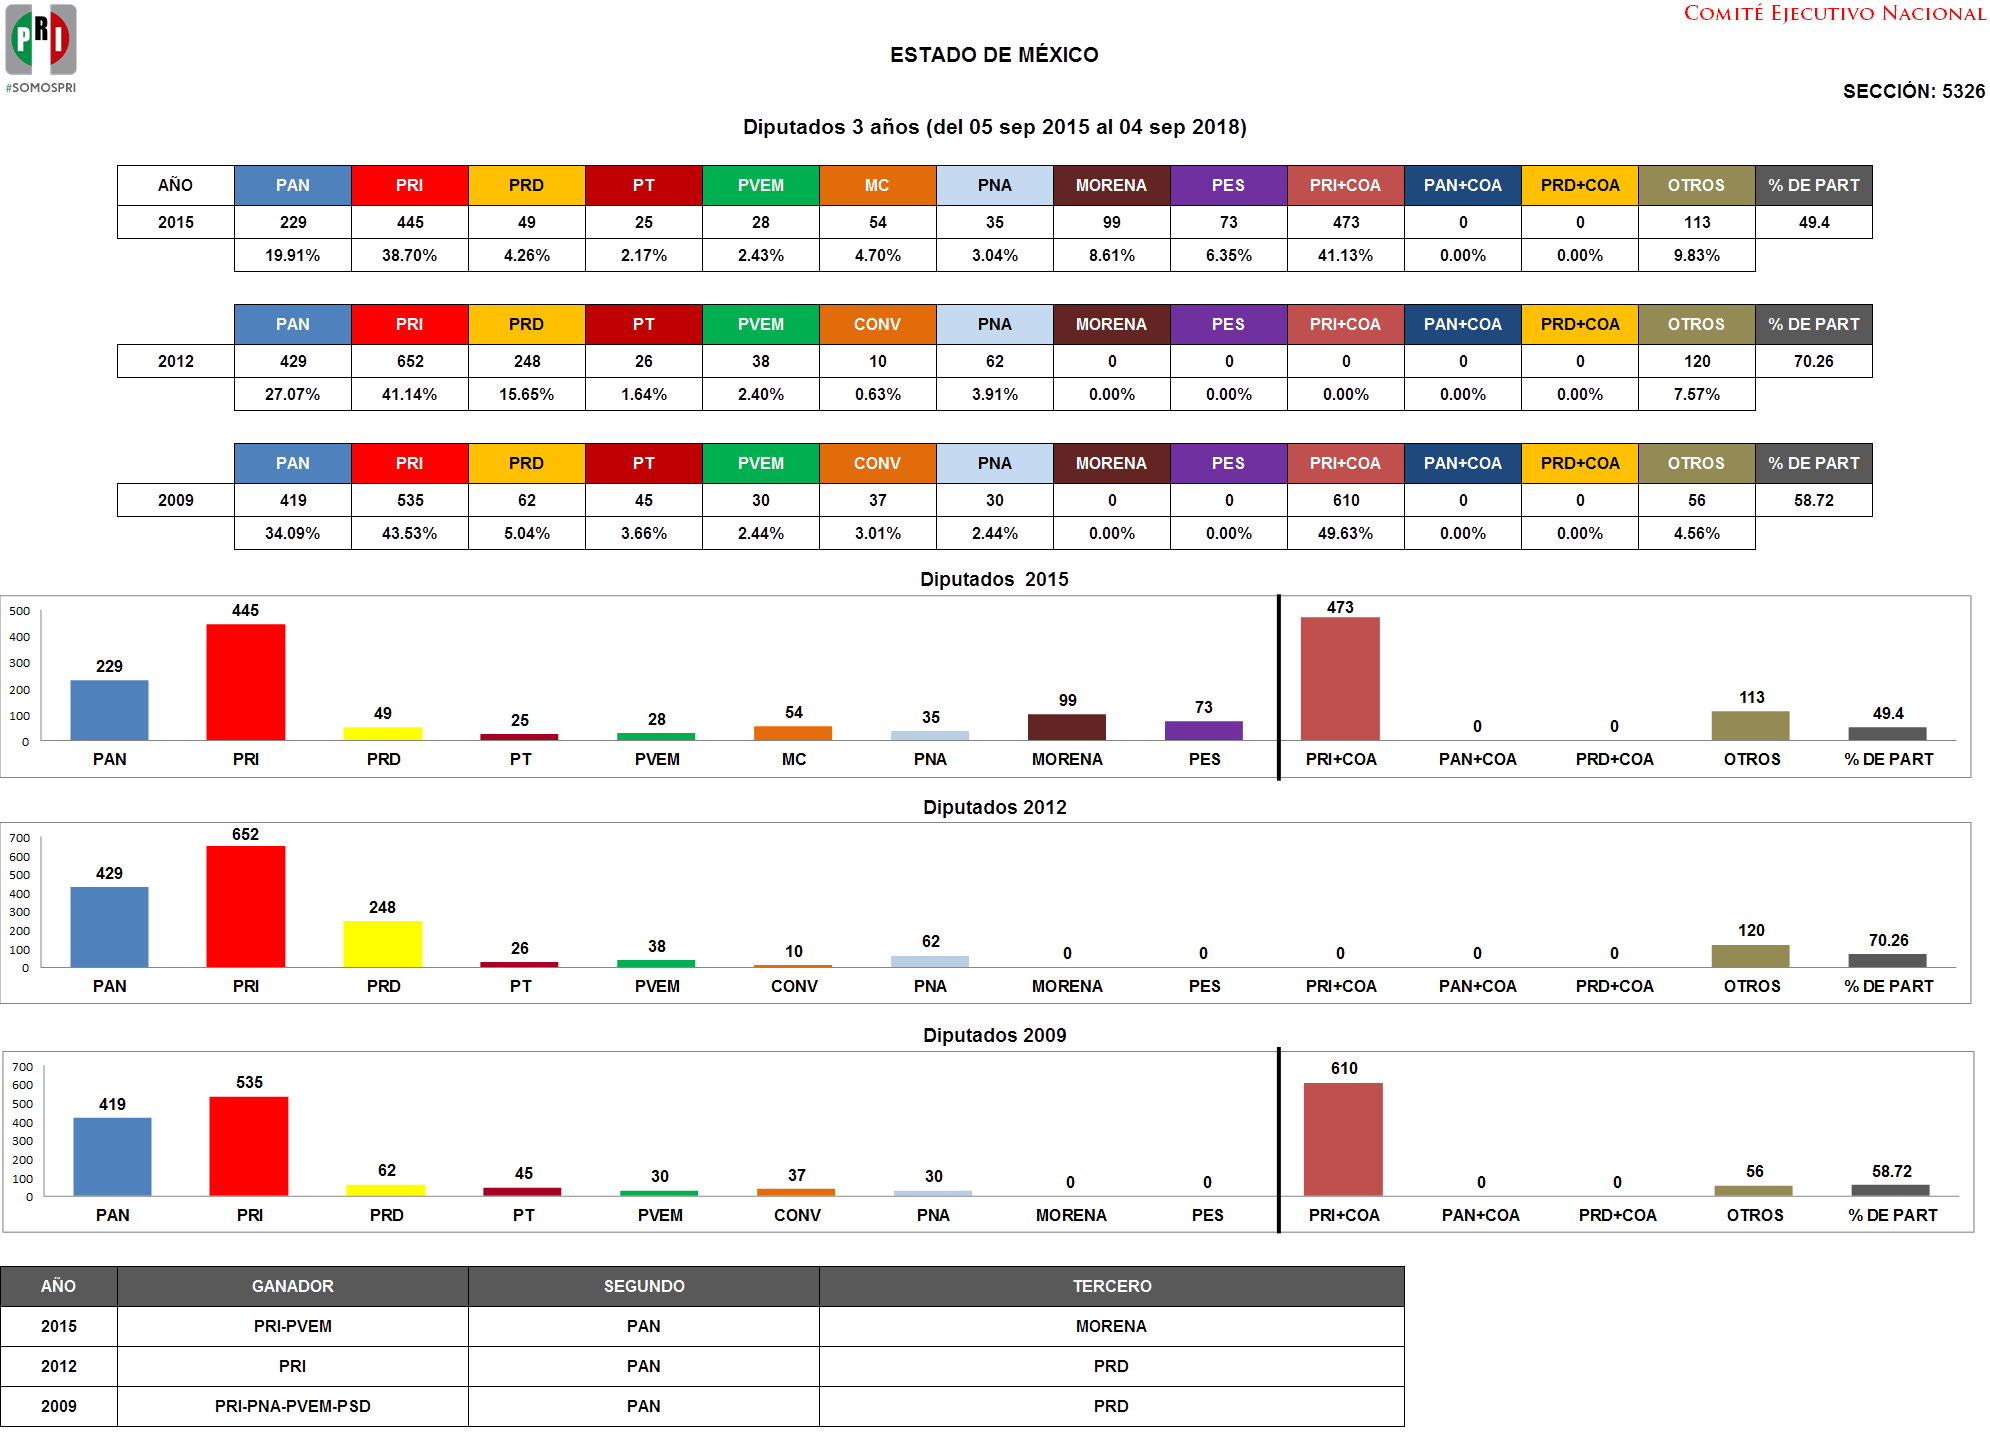 PRI
#SOMOSPRI
COMITÉ EJECUTIVO NACIONAL
ESTADO DE MÉXICO
SECCIÓN: 5326
Diputados 3 años (del 05 sep 2015 al 04 sep 2018)
AÑO PAN PRI PRD PT PVEM MC PNA MORENA PES PRI+COA PAN+COA PRD+COA OTROS % DE PART
2015 229 445 49 25 28 54 35 99 73 473 0 0 113 49.4
19.91% 38.70% 4.26% 2.17% 2.43% 4.70% 3.04% 8.61% 6.35% 41.13% 0.00% 0.00% 9.83%
PAN PRI PRD PT PVEM CONV PNA MORENA PES PRI+COA PAN+COA PRD+COA OTROS % DE PART
2012 429 652 248 26 38 10 62 0 0 0 0 0 120 70.26
27.07% 41.14% 15.65% 1.64% 2.40% 0.63% 3.91% 0.00% 0.00% 0.00% 0.00% 0.00% 7.57%
PAN PRI PRD PT PVEM CONV PNA MORENA PES PRI+COA PAN+COA PRD+COA OTROS % DE PART
2009 419 535 62 45 30 37 30 0 0 610 0 0 56 58.72
34.09% 43.53% 5.04% 3.66% 2.44% 3.01% 2.44% 0.00% 0.00% 49.63% 0.00% 0.00% 4.56%
Diputados 2015
500
400
300
200
100
0
229 445 49 25 28 54 35 99 73 473 0 0 113 49.4
PAN PRI PRD PT PVEM MC PNA MORENA PES PRI+COA PAN+COA PRD+COA OTROS % DE PART
Diputados 2012
700
600
500
400
300
200
100
0
429 652 248 26 38 10 62 0 0 0 0 0 120 70.26
PAN PRI PRD PT PVEM CONV PNA MORENA PES PRI+COA PAN+COA PRD+COA OTROS % DE PART
Diputados 2009
700
600
500
400
300
200
100
0
419 535 62 45 30 37 30 0 0 610 0 0 56 58.72
PAN PRI PRD PT PVEM CONV PNA MORENA PES PRI+COA PAN+COA PRD+COA OTROS % DE PART
AÑO GANADOR SEGUNDO TERCERO
2015 PRI-PVEM PAN MORENA
2012 PRI PAN PRD
2009 PRI-PNA-PVEM-PSD PAN PRD